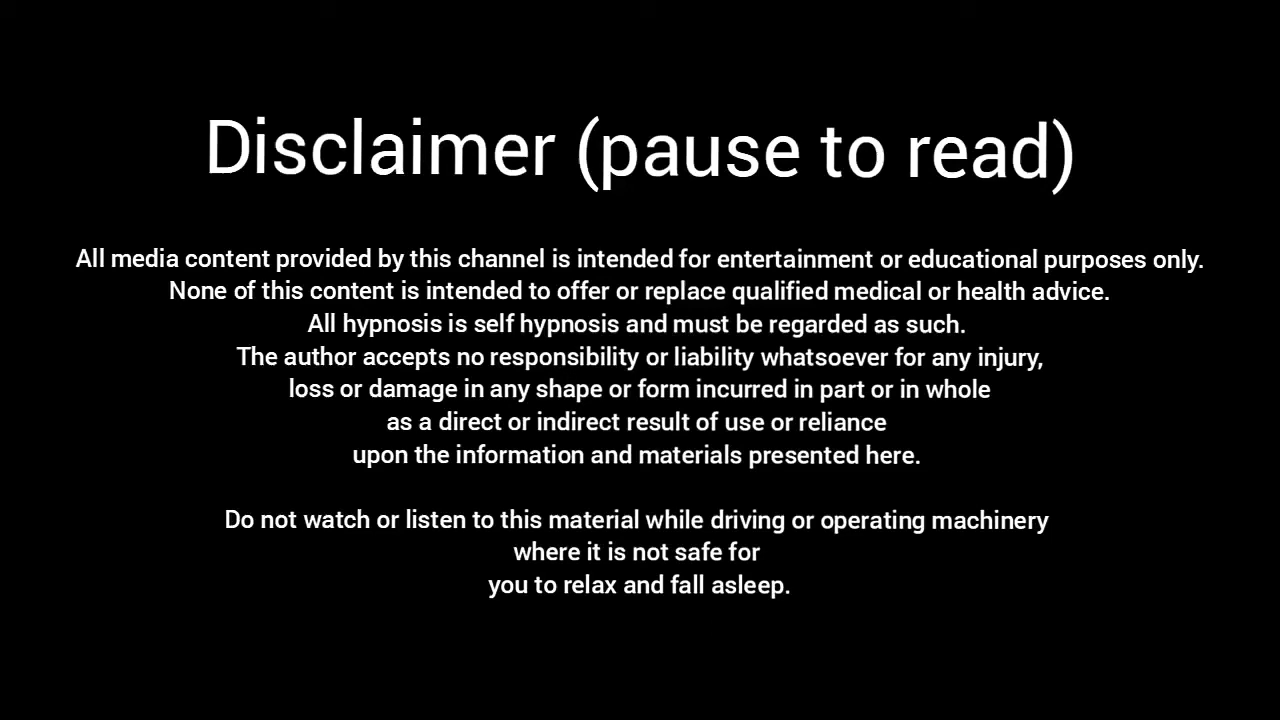 Disclaimer (pause to read)
All media content provided by this channel is intended for entertainment or educational purposes only.
None of this content is intended to offer or replace qualified medical or health advice.
All hypnosis is self hypnosis and must be regarded as such.
The author accepts no responsibility or liability whatsoever for any injury,
loss or damage in any shape or form incurred in part or in whole
as a direct or indirect result of use or reliance
upon the information and materials presented here.
Do not watch or listen to this material while driving or operating machinery
where it is not safe for
you to relax and fall asleep.